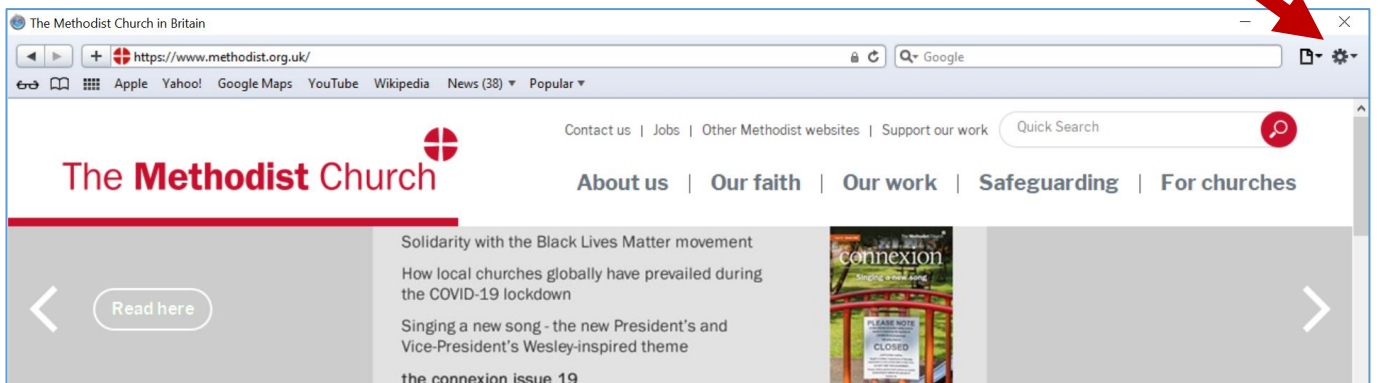 The Methodist Church in Britain
https://www.methodist.org.uk/
Google
Apple Yahoo! Google Maps YouTube Wikipedia News (38) ▾ Popular ▾
Contact us | Jobs | Other Methodist websites | Support our work
Quick Search
The Methodist Church
About us | Our faith | Our work | Safeguarding | For churches
Read here
Solidarity with the Black Lives Matter movement
How local churches globally have prevailed during
the COVID-19 lockdown
Singing a new song - the new President's and
Vice-President's Wesley-inspired theme
the connexion issue 19
connexion
Singing a new song
PLEASE NOTE
CLOSED